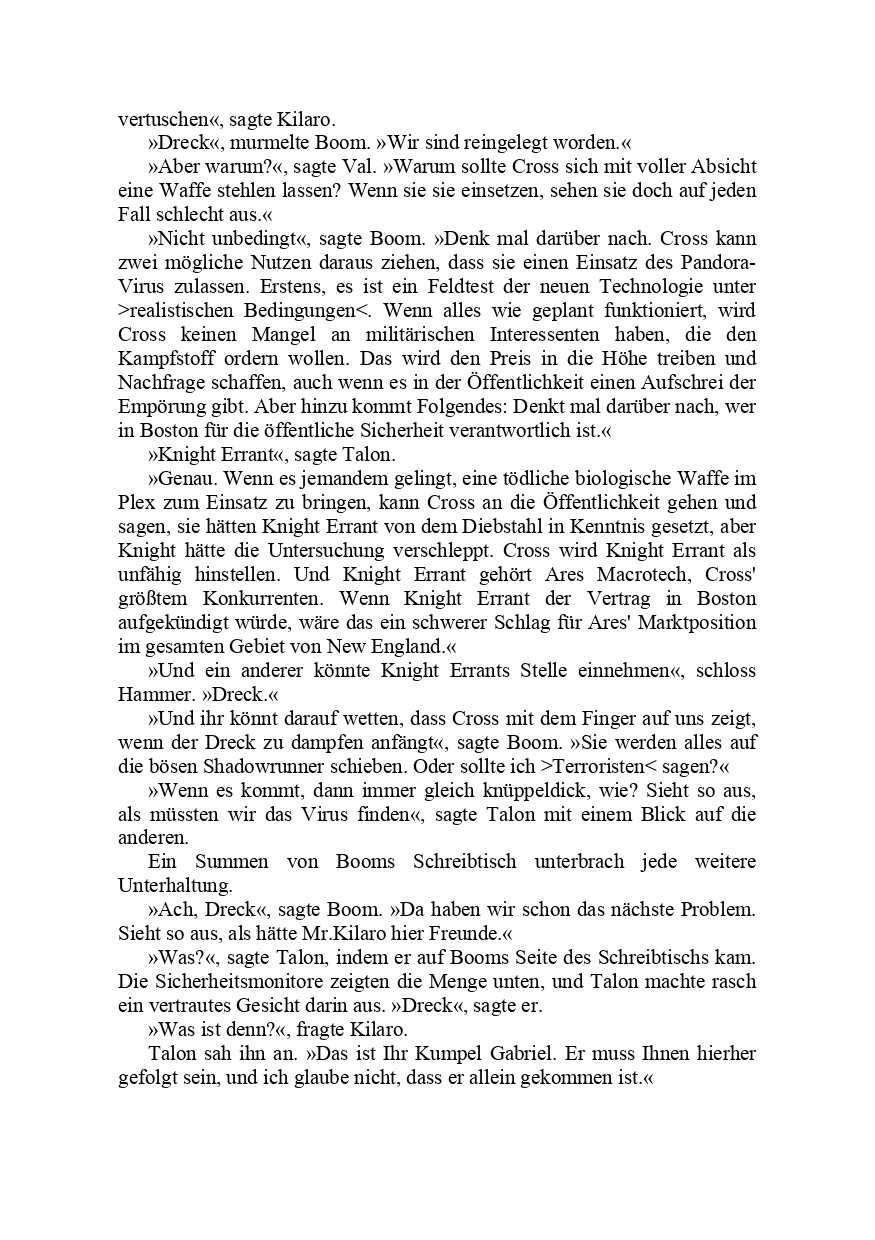 vertuschen«, sagte Kilaro.
»Dreck«, murmelte Boom. »Wir sind reingelegt worden.«
»Aber warum?«, sagte Val. »Warum sollte Cross sich mit voller Absicht
eine Waffe stehlen lassen? Wenn sie sie einsetzen, sehen sie doch auf jeden
Fall schlecht aus.«
»Nicht unbedingt«, sagte Boom. »Denk mal darüber nach. Cross kann
zwei mögliche Nutzen daraus ziehen, dass sie einen Einsatz des Pandora-
Virus zulassen. Erstens, es ist ein Feldtest der neuen Technologie unter
>realistischen Bedingungen<. Wenn alles wie geplant funktioniert, wird
Cross keinen Mangel an militärischen Interessenten haben, die den
Kampfstoff ordern wollen. Das wird den Preis in die Höhe treiben und
Nachfrage schaffen, auch wenn es in der Öffentlichkeit einen Aufschrei der
Empörung gibt. Aber hinzu kommt Folgendes: Denkt mal darüber nach, wer
in Boston für die öffentliche Sicherheit verantwortlich ist.«
»Knight Errant«, sagte Talon.
»Genau. Wenn es jemandem gelingt, eine tödliche biologische Waffe im
Plex zum Einsatz zu bringen, kann Cross an die Öffentlichkeit gehen und
sagen, sie hätten Knight Errant von dem Diebstahl in Kenntnis gesetzt, aber
Knight hätte die Untersuchung verschleppt. Cross wird Knight Errant als
unfähig hinstellen. Und Knight Errant gehört Ares Macrotech, Cross'
größtem Konkurrenten. Wenn Knight Errant der Vertrag in Boston
aufgekündigt würde, wäre das ein schwerer Schlag für Ares' Marktposition
im gesamten Gebiet von New England.«
»Und ein anderer könnte Knight Errants Stelle einnehmen«, schloss
Hammer. »Dreck.«
»Und ihr könnt darauf wetten, dass Cross mit dem Finger auf uns zeigt,
wenn der Dreck zu dampfen anfängt«, sagte Boom. »Sie werden alles auf
die bösen Shadowrunner schieben. Oder sollte ich >Terroristen< sagen?«
»Wenn es kommt, dann immer gleich knüppeldick, wie? Sieht so aus,
als müssten wir das Virus finden«, sagte Talon mit einem Blick auf die
anderen.
Ein Summen von Booms Schreibtisch unterbrach jede weitere
Unterhaltung.
»Ach, Dreck«, sagte Boom. »Da haben wir schon das nächste Problem.
Sieht so aus, als hätte Mr.Kilaro hier Freunde.«
»Was?«, sagte Talon, indem er auf Booms Seite des Schreibtischs kam.
Die Sicherheitsmonitore zeigten die Menge unten, und Talon machte rasch
ein vertrautes Gesicht darin aus. »Dreck«, sagte er.
»Was ist denn?«, fragte Kilaro.
Talon sah ihn an. »Das ist Ihr Kumpel Gabriel. Er muss Ihnen hierher
gefolgt sein, und ich glaube nicht, dass er allein gekommen ist.«